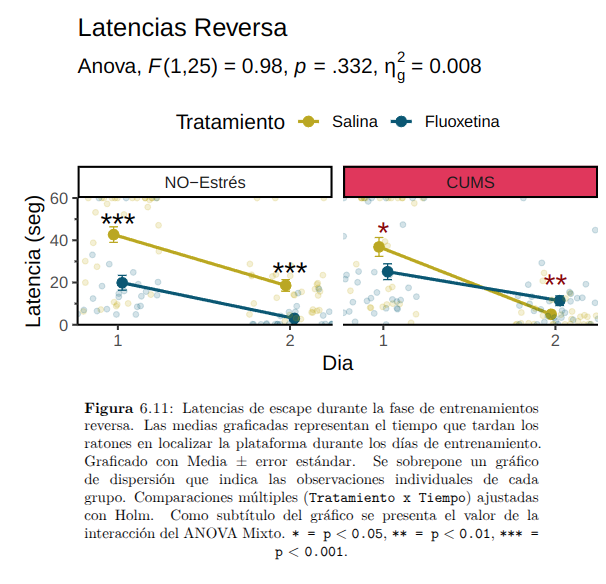 Latencias Reversa
Anova, F(1,25) = 0.98, p = .332, η²g = 0.008
Tratamiento Salina Fluoxetina
NO−Estrés CUMS
Latencia (seg)
60
40
20
0
*** *** * **
1 2 1 2
Dia
Figura 6.11: Latencias de escape durante la fase de entrenamientos
reversa. Las medias graficadas representan el tiempo que tardan los
ratones en localizar la plataforma durante los días de entrenamiento.
Graficado con Media ± error estándar. Se sobrepone un gráfico
de dispersión que indica las observaciones individuales de cada
grupo. Comparaciones múltiples (Tratamiento x Tiempo) ajustadas
con Holm. Como subtítulo del gráfico se presenta el valor de la
interacción del ANOVA Mixto. * = p < 0.05, ** = p < 0.01, *** =
p < 0.001.